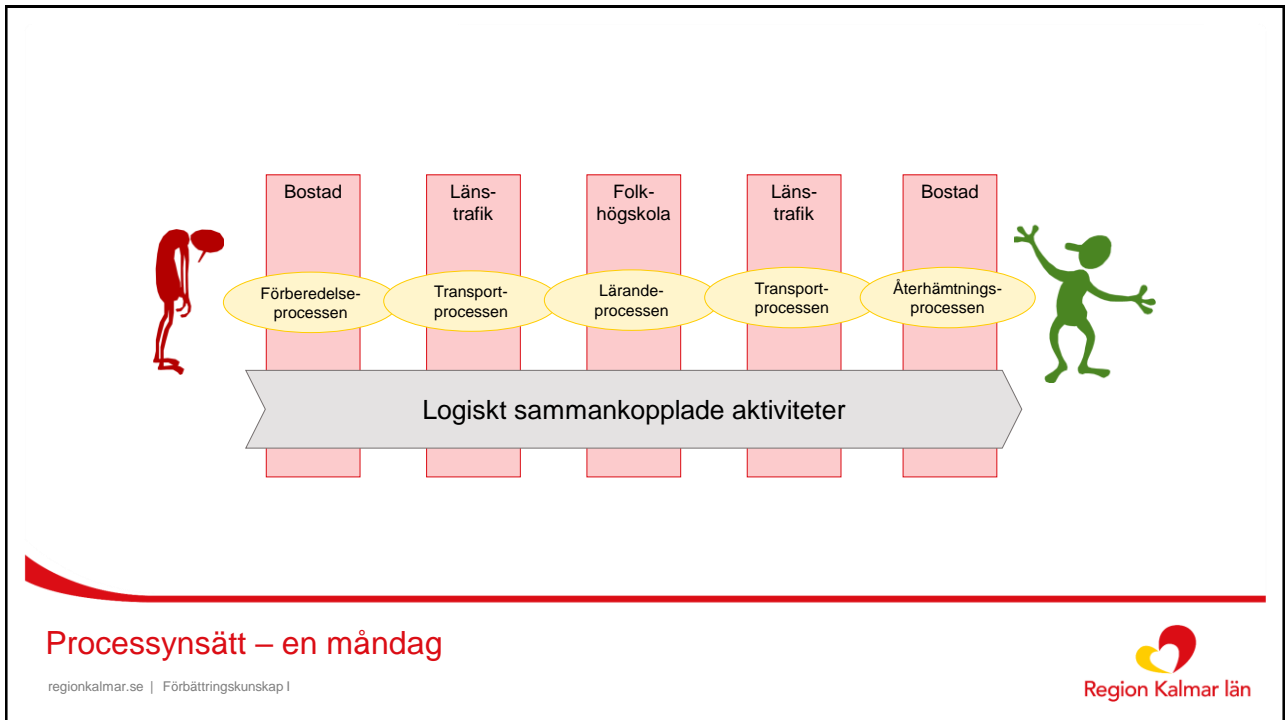 Bostad
Läns-
trafik
Folk-
högskola
Läns-
trafik
Bostad
Förberedelse-
processen
Transport-
processen
Lärande-
processen
Transport-
processen
Återhämtnings-
processen
Logiskt sammankopplade aktiviteter
Processynsätt – en måndag
regionkalmar.se | Förbättringskunskap I
Region Kalmar län